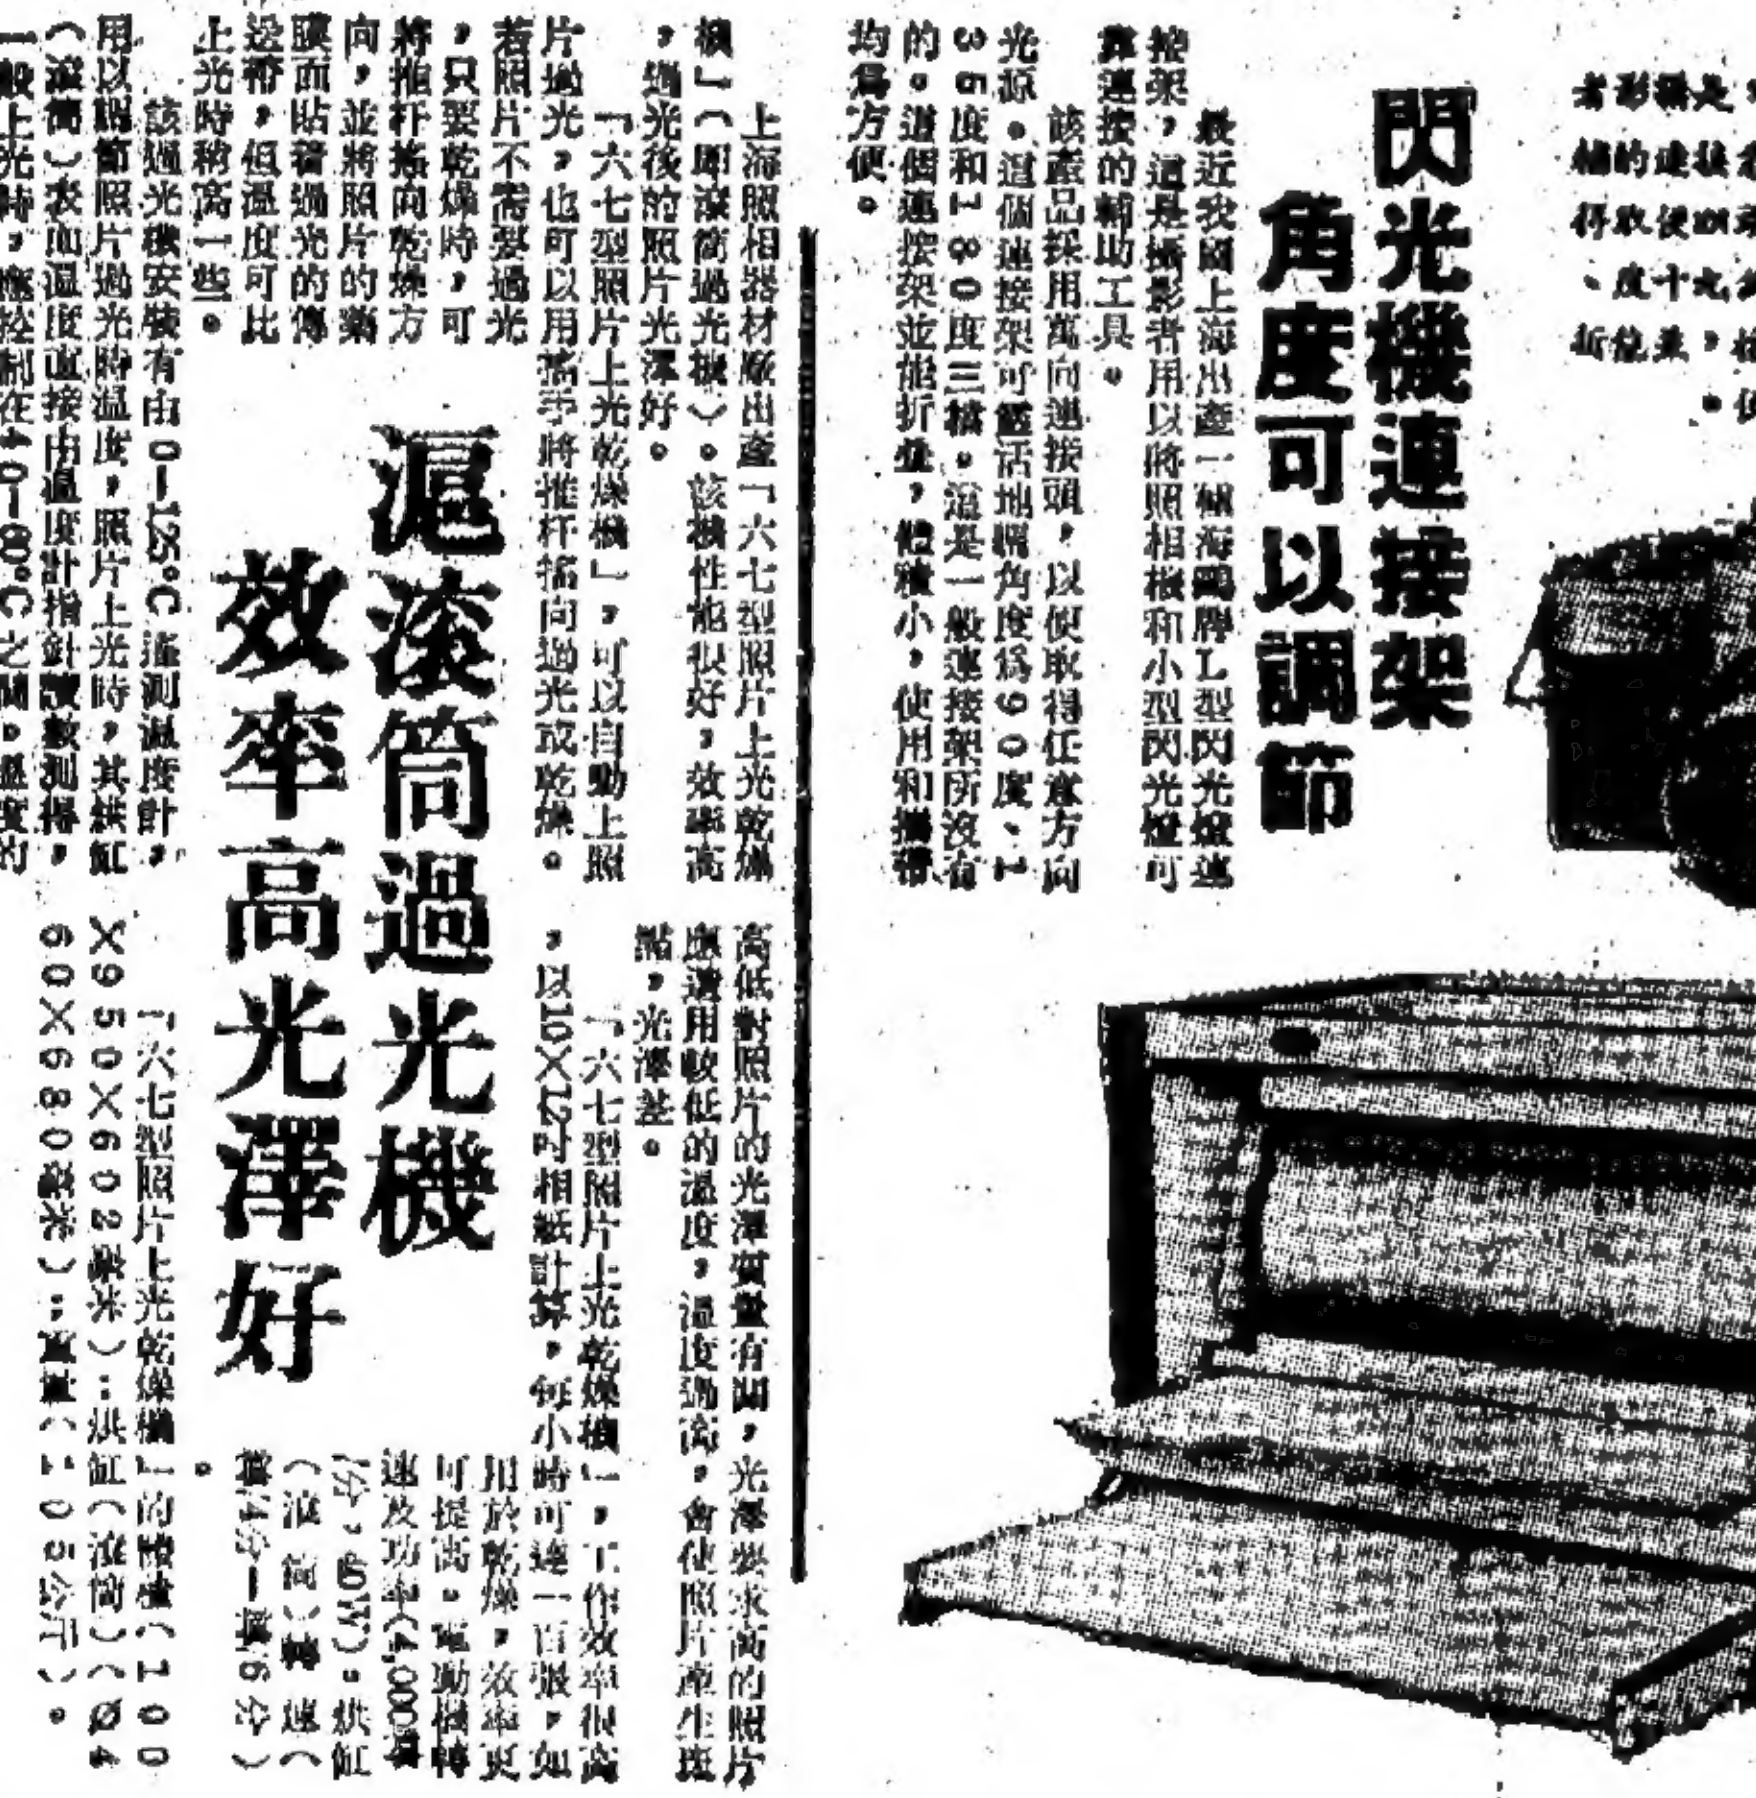 閃光機連接架
角度可以調節
最近我國上海出產一種海鷗牌L型閃光燈連
接架，這是攝影者用以將照相機和小型閃光燈可
靠連接的輔助工具。
該產品採用萬向連接頭，以便取得任意方向
光源。這個連接架可靈活地調角度爲90度、1
35度和180度三檔。這是一般連接架所沒有
的。這個連接架並能折疊，體積小，使用和攜帶
均爲方便。
滬滾筒過光機
效率高光澤好
上海照相器材廠出產「六七型照片上光乾燥
機」（即滾筒過光機）。該機性能很好，效率高
，過光後的照片光澤好。
「六七型照片上光乾燥機」，可以自動上照
片過光，也可以用搖手將推杆搖向過光或乾燥。
若照片不需要過光
，只要乾燥時，可
將推杆搖向乾燥方
向，並將照片的藥
膜面貼着過光的傳
送帶，但溫度可比
上光時稍高一些。
該過光機安裝有由0—125°C遙測溫度計，
用以調節照片過光時溫度，照片上光時，其烘缸
（滾筒）表面溫度直接由溫度計指針讀數測得，
一般上光時，應控制在40—80°C之間。溫度的
高低對照片的光澤質量有關，光澤要求高的照片
應適用較低的溫度，溫度過高，會使照片產生斑
點，光澤差。
「六七型照片上光乾燥機」，工作效率很高
，以10×12吋相紙計算，每小時可達一百張，如
用於乾燥，效率更
可提高。電動機轉
速及功率(4,000轉
/分，40W)。烘缸
（滾筒）轉速（
4分—6分）
。
「六七型照片上光乾燥機」的體積（100
×950×602毫米）：烘缸（滾筒）（Ø4
60×680毫米）：重（105公斤）。